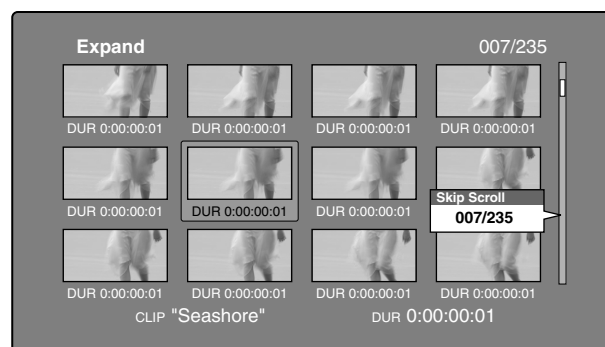 Expand 007/235
DUR 0:00:00:01 DUR 0:00:00:01 DUR 0:00:00:01 DUR 0:00:00:01
DUR 0:00:00:01 DUR 0:00:00:01 DUR 0:00:00:01
Skip Scroll
007/235
DUR 0:00:00:01 DUR 0:00:00:01 DUR 0:00:00:01 DUR 0:00:00:01
CLIP "Seashore" DUR 0:00:00:01